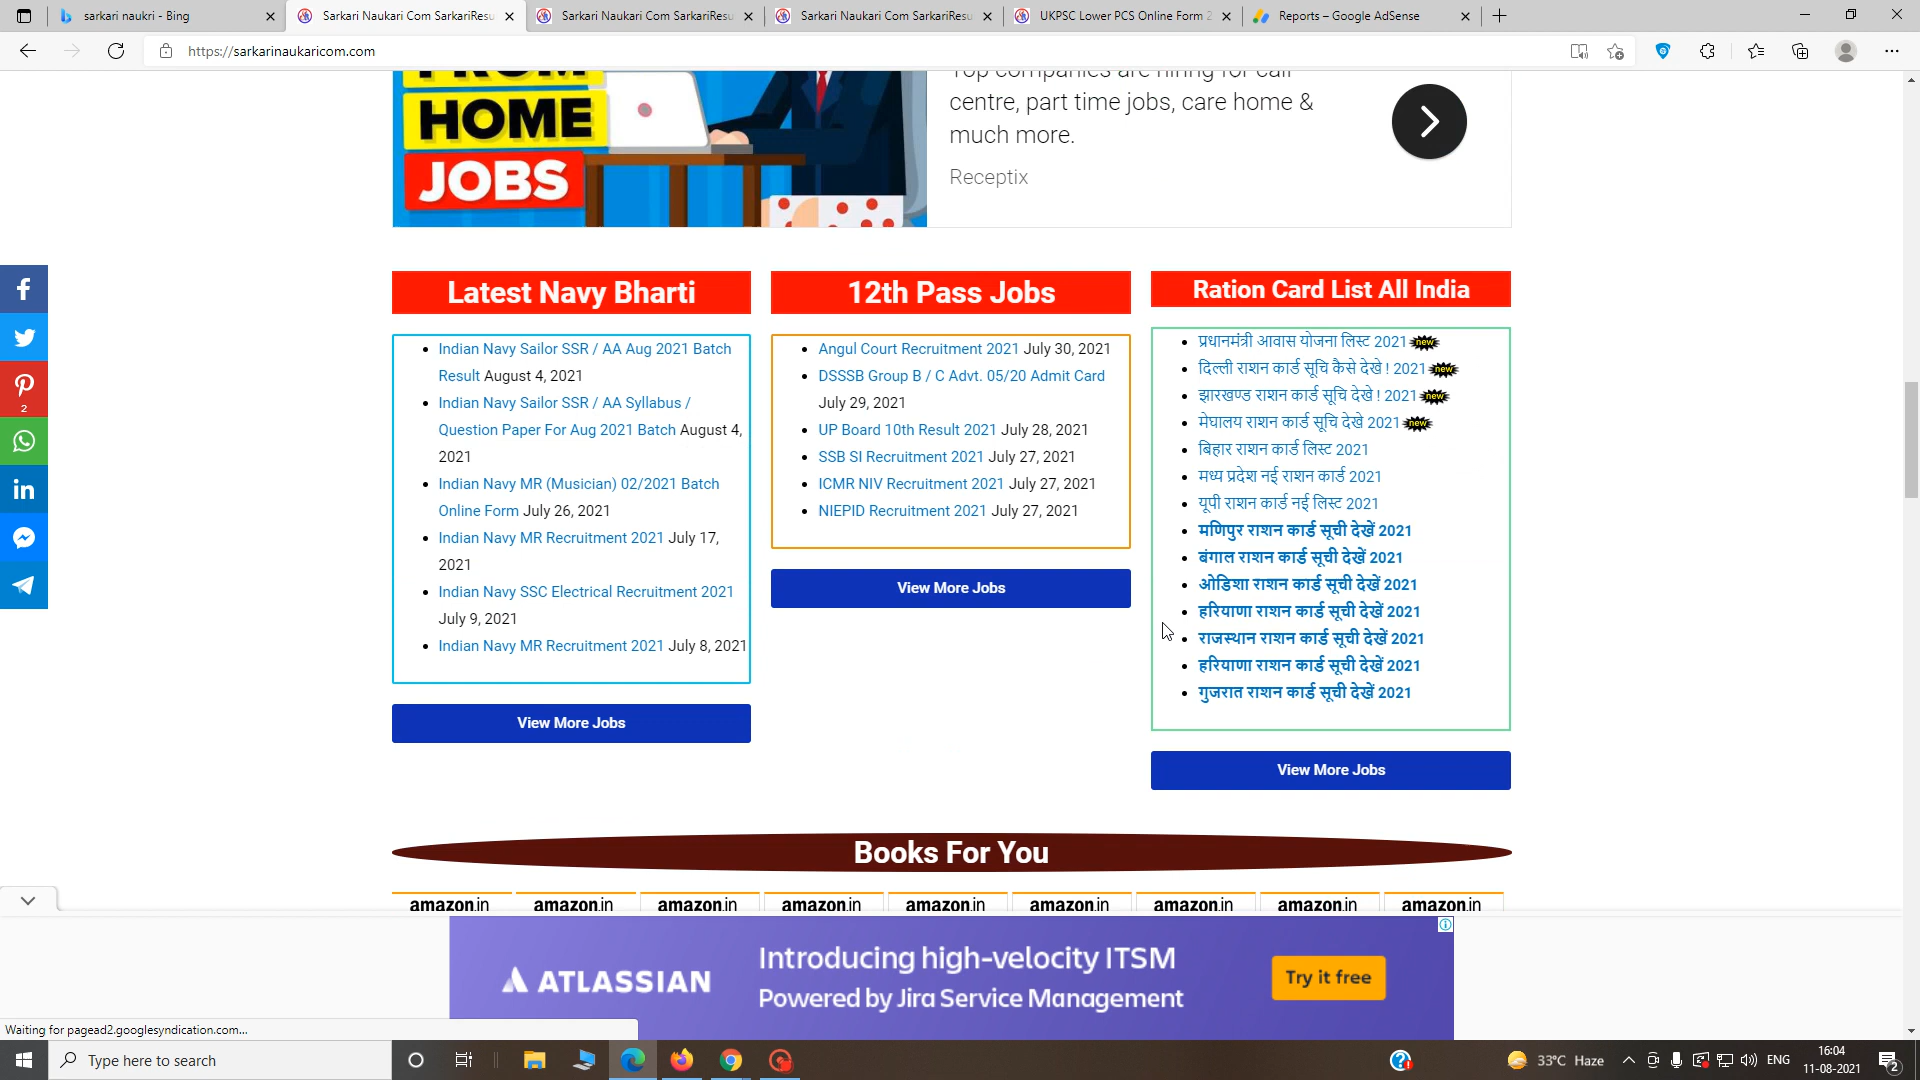 sarkari naukri - Bing
Sarkari Naukari Com SarkariResu
Sarkari Naukari Com SarkariResu
Sarkari Naukari Com SarkariResu
UKPSC Lower PCS Online Form 2
Reports – Google AdSense
https://sarkarinaukaricom.com
FROM
HOME
JOBS
Top companies are hiring for call
centre, part time jobs, care home &
much more.
Receptix
2
Latest Navy Bharti
Indian Navy Sailor SSR / AA Aug 2021 Batch
Result August 4, 2021
Indian Navy Sailor SSR / AA Syllabus /
Question Paper For Aug 2021 Batch August 4,
2021
Indian Navy MR (Musician) 02/2021 Batch
Online Form July 26, 2021
Indian Navy MR Recruitment 2021 July 17,
2021
Indian Navy SSC Electrical Recruitment 2021
July 9, 2021
Indian Navy MR Recruitment 2021 July 8, 2021
View More Jobs
12th Pass Jobs
Angul Court Recruitment 2021 July 30, 2021
DSSSB Group B / C Advt. 05/20 Admit Card
July 29, 2021
UP Board 10th Result 2021 July 28, 2021
SSB SI Recruitment 2021 July 27, 2021
ICMR NIV Recruitment 2021 July 27, 2021
NIEPID Recruitment 2021 July 27, 2021
View More Jobs
Ration Card List All India
प्रधानमंत्री आवास योजना लिस्ट 2021 new
दिल्ली राशन कार्ड सूचि कैसे देखे ! 2021 new
झारखण्ड राशन कार्ड सूचि देखे ! 2021 new
मेघालय राशन कार्ड सूचि देखे 2021 new
बिहार राशन कार्ड लिस्ट 2021
मध्य प्रदेश नई राशन कार्ड 2021
यूपी राशन कार्ड नई लिस्ट 2021
मणिपुर राशन कार्ड सूची देखें 2021
बंगाल राशन कार्ड सूची देखें 2021
ओडिशा राशन कार्ड सूची देखें 2021
हरियाणा राशन कार्ड सूची देखें 2021
राजस्थान राशन कार्ड सूची देखें 2021
हरियाणा राशन कार्ड सूची देखें 2021
गुजरात राशन कार्ड सूची देखें 2021
View More Jobs
Books For You
amazon.in amazon.in amazon.in amazon.in amazon.in amazon.in amazon.in amazon.in amazon.in
ATLASSIAN
Introducing high-velocity ITSM
Powered by Jira Service Management
Try it free
Waiting for pagead2.googlesyndication.com...
Type here to search
33°C Haze
ENG
16:04
11-08-2021
2